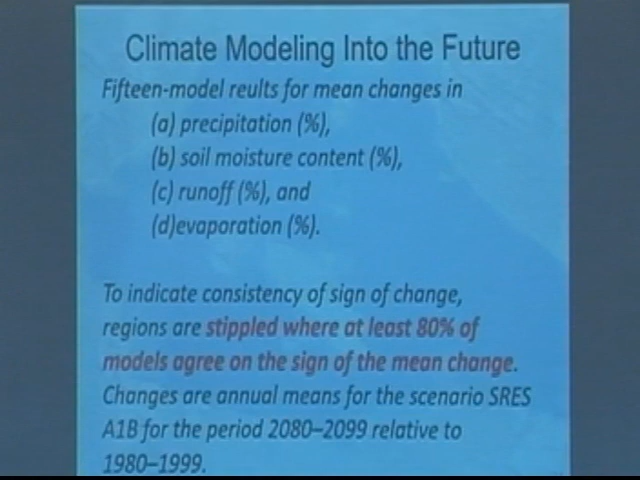 Climate Modeling Into the Future
Fifteen-model reults for mean changes in
(a) precipitation (%),
(b) soil moisture content (%),
(c) runoff (%), and
(d)evaporation (%).
To indicate consistency of sign of change,
regions are stippled where at least 80% of
models agree on the sign of the mean change.
Changes are annual means for the scenario SRES
A1B for the period 2080–2099 relative to
1980–1999.